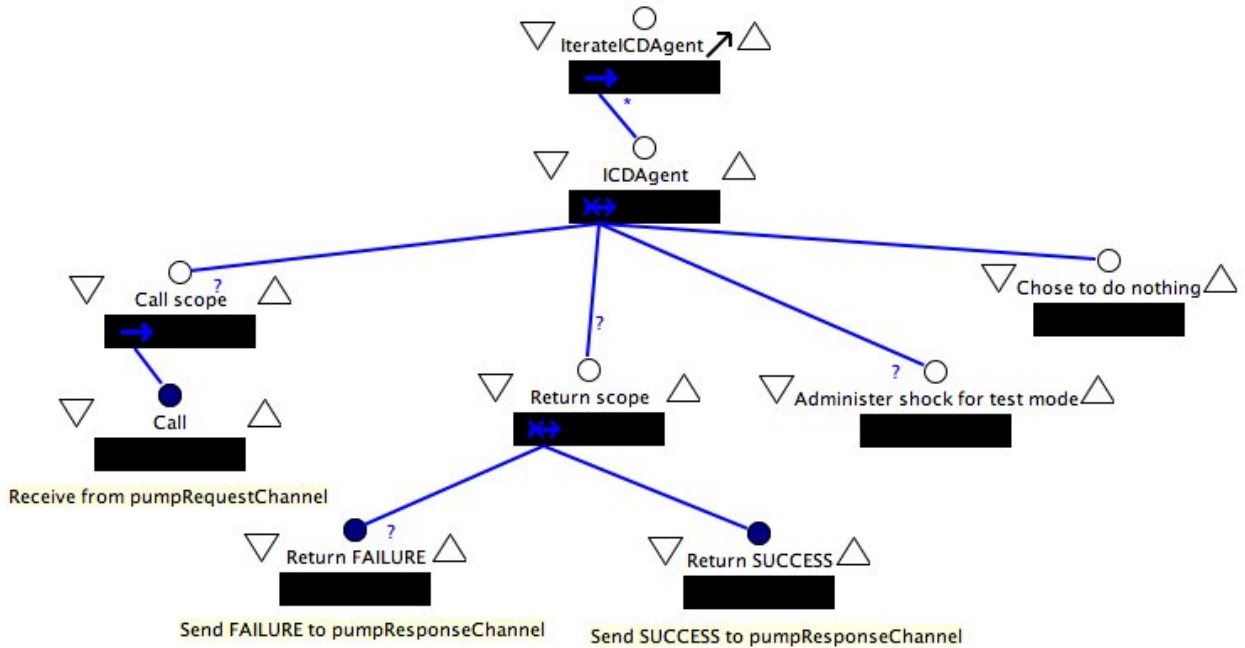 IterateICDAgent
*
ICDAgent
?
Call scope
Chose to do nothing
?
?
Return scope
Administer shock for test mode
Call
Receive from pumpRequestChannel
?
Return FAILURE
Return SUCCESS
Send FAILURE to pumpResponseChannel
Send SUCCESS to pumpResponseChannel